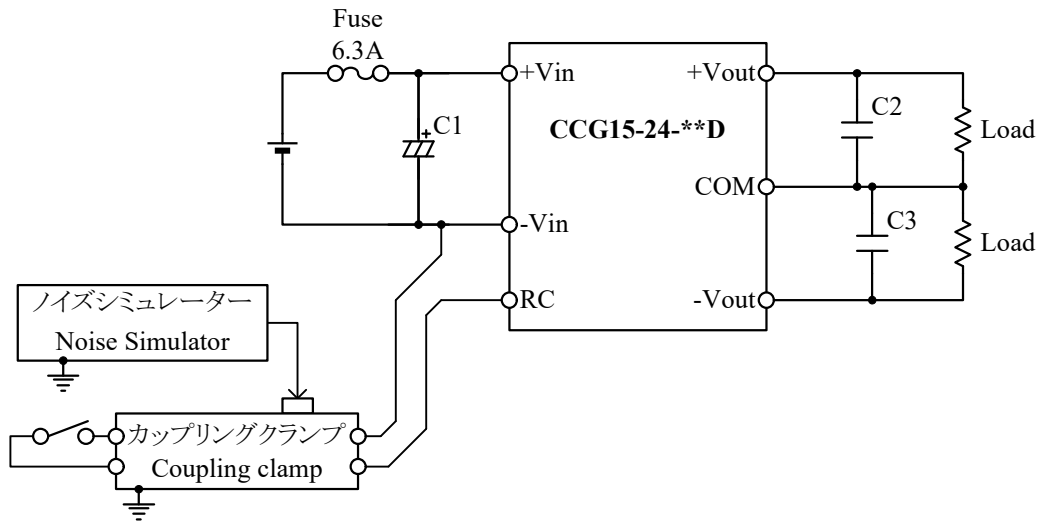 Fuse
6.3A
+Vin
+Vout
C1
C2
CCG15-24-**D
Load
COM
-Vin
C3
Load
RC
-Vout
ノイズシミュレーター
Noise Simulator
カップリングクランプ
Coupling clamp